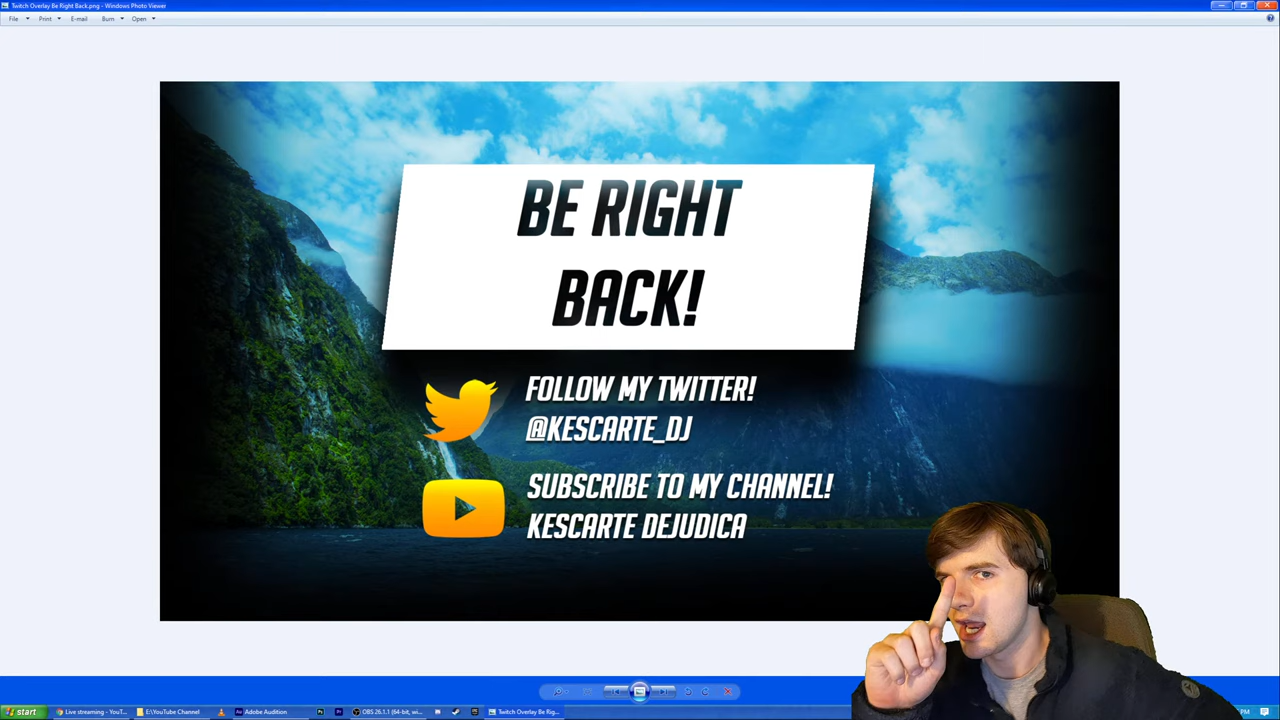 Twitch Overlay Be Right Back.png - Windows Photo Viewer
File Print E-mail Burn Open
BE RIGHT
BACK!
FOLLOW MY TWITTER!
@KESCARTE_DJ
SUBSCRIBE TO MY CHANNEL!
KESCARTE DEJUDICA
start Live streaming - YouT... E:\YouTube Channel Adobe Audition OBS 26.1.1 (64-bit, wi... Twitch Overlay Be Rig... PM